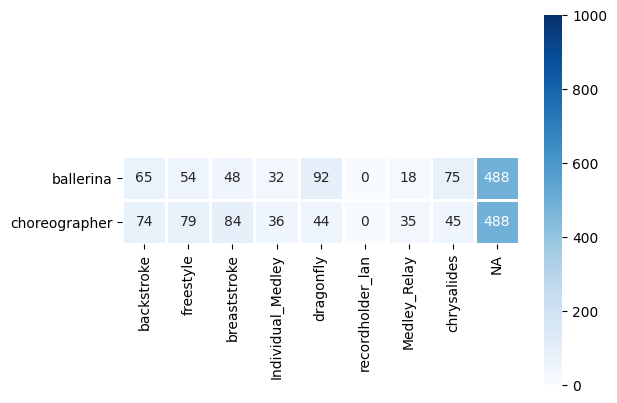 1000
800
600
400
200
0
ballerina 65 54 48 32 92 0 18 75 488
choreographer 74 79 84 36 44 0 35 45 488
backstroke
freestyle
breaststroke
Individual_Medley
dragonfly
recordholder_lan
Medley_Relay
chrysalides
NA